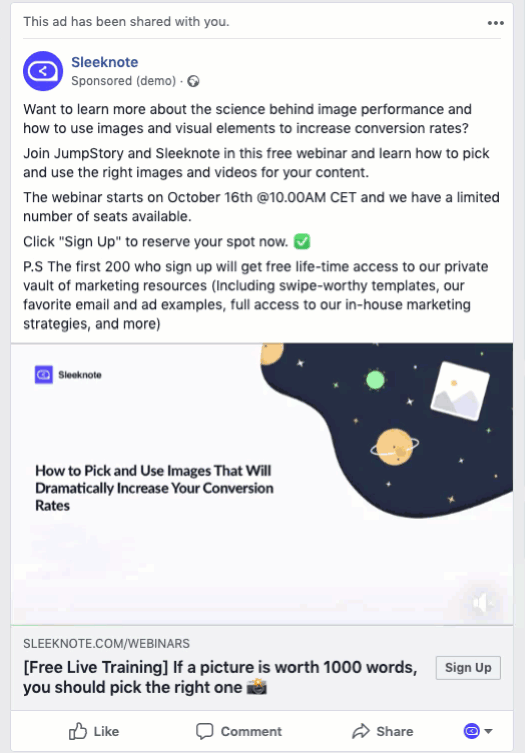 This ad has been shared with you.
Sleeknote
Sponsored (demo) ·
Want to learn more about the science behind image performance and
how to use images and visual elements to increase conversion rates?
Join JumpStory and Sleeknote in this free webinar and learn how to pick
and use the right images and videos for your content.
The webinar starts on October 16th @10.00AM CET and we have a limited
number of seats available.
Click "Sign Up" to reserve your spot now. ✅
P.S The first 200 who sign up will get free life-time access to our private
vault of marketing resources (Including swipe-worthy templates, our
favorite email and ad examples, full access to our in-house marketing
strategies, and more)
Sleeknote
How to Pick and Use Images That Will
Dramatically Increase Your Conversion
Rates
SLEEKNOTE.COM/WEBINARS
[Free Live Training] If a picture is worth 1000 words,
you should pick the right one 📸
Sign Up
Like
Comment
Share